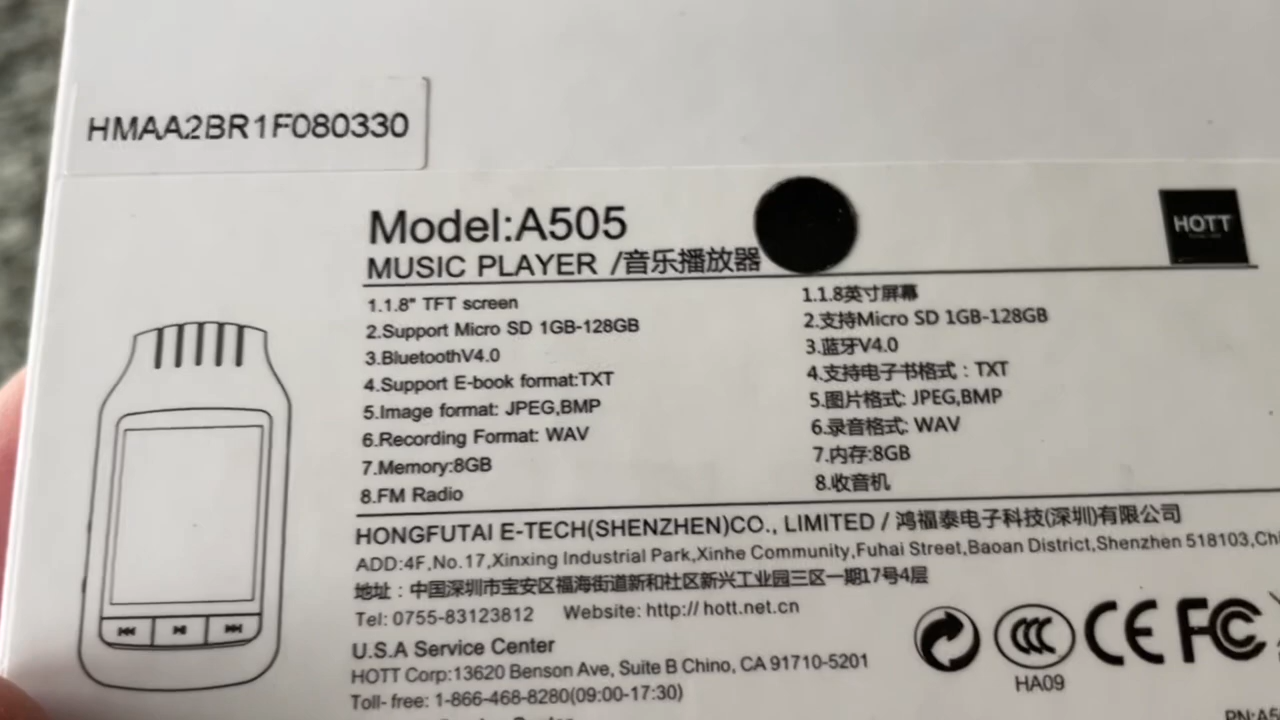 HMAA2BR1F080330
Model:A505
HOTT
MUSIC PLAYER /音乐播放器
1.1.8" TFT screen
2.Support Micro SD 1GB-128GB
3.BluetoothV4.0
4.Support E-book format:TXT
5.Image format: JPEG,BMP
6.Recording Format: WAV
7.Memory:8GB
8.FM Radio
1.1.8英寸屏幕
2.支持Micro SD 1GB-128GB
3.蓝牙V4.0
4.支持电子书格式：TXT
5.图片格式: JPEG,BMP
6.录音格式: WAV
7.内存:8GB
8.收音机
HONGFUTAI E-TECH(SHENZHEN)CO., LIMITED / 鸿福泰电子科技(深圳)有限公司
ADD:4F,No.17,Xinxing Industrial Park,Xinhe Community,Fuhai Street,Baoan District,Shenzhen 518103,Chi
地址：中国深圳市宝安区福海街道新和社区新兴工业园三区一期17号4层
Tel: 0755-83123812 Website: http:// hott.net.cn
U.S.A Service Center
HOTT Corp:13620 Benson Ave, Suite B Chino, CA 91710-5201
Toll- free: 1-866-468-8280(09:00-17:30)
CCC CE FC
HA09
PN:A5